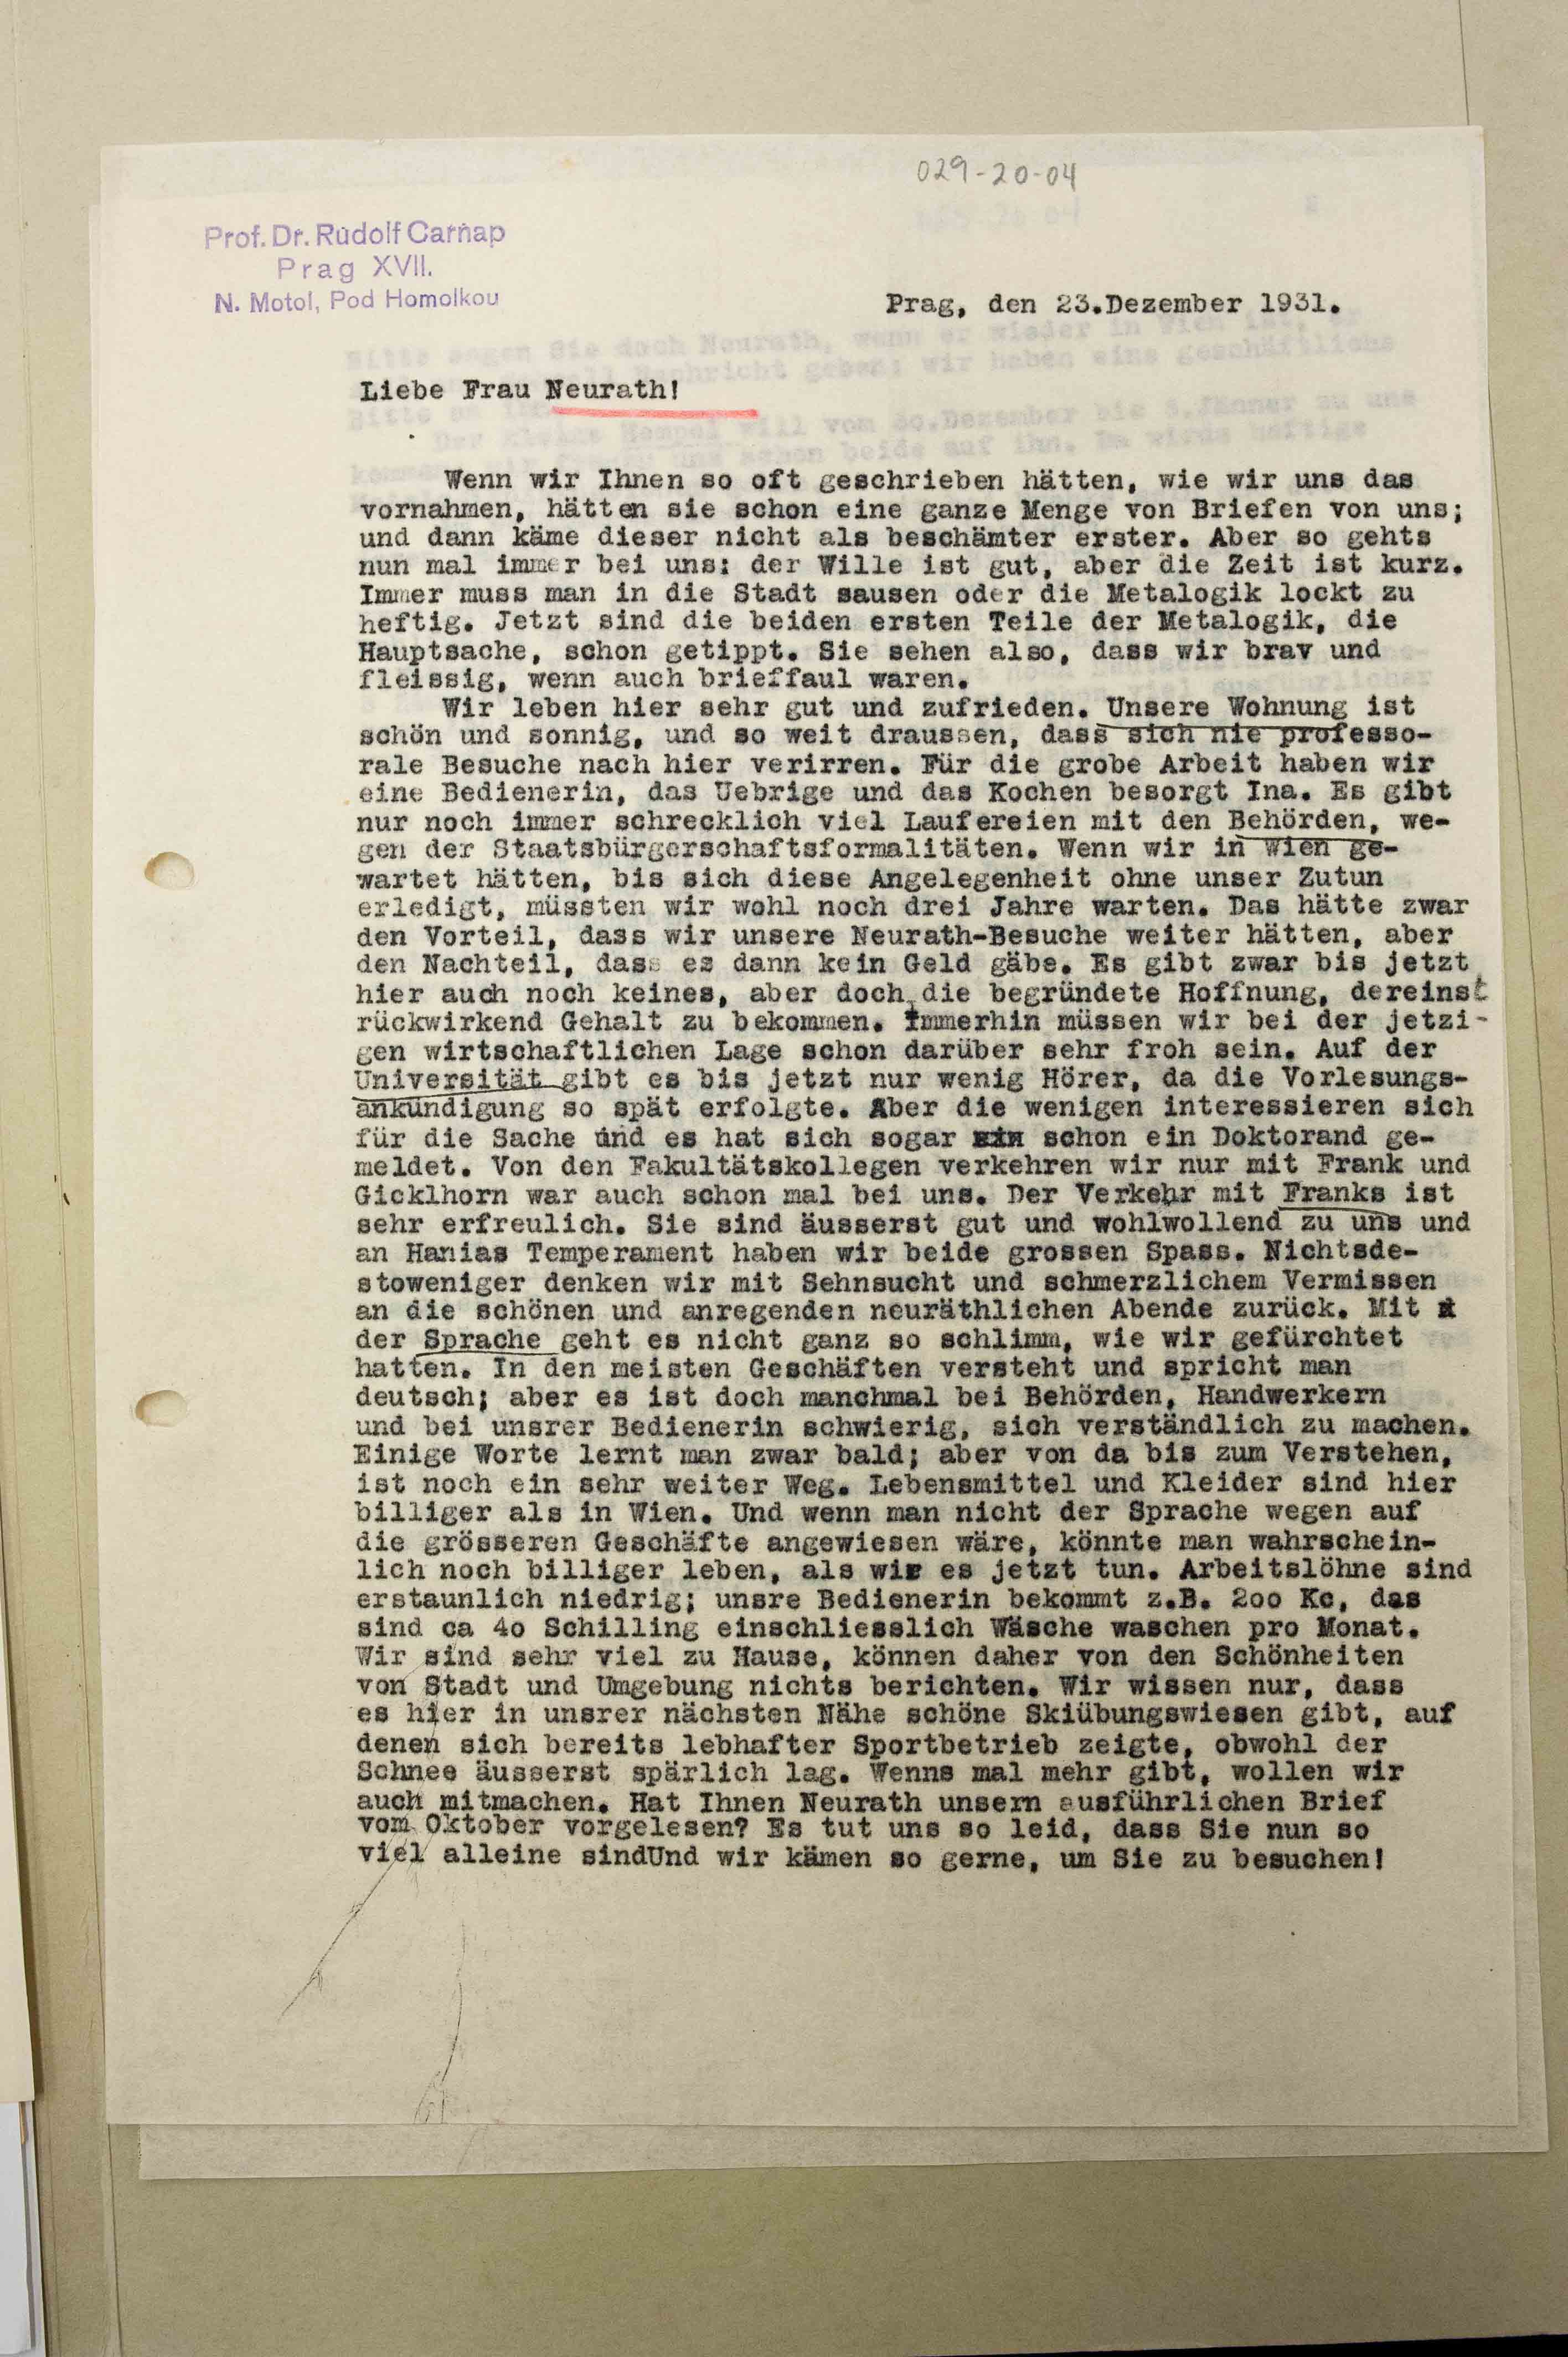 029-20-04
Prof. Dr. Rudolf Carnap
Prag XVII.
N. Motol, Pod Homolkou
Prag, den 23.Dezember 1931.
Liebe Frau Neurath!
Wenn wir Ihnen so oft geschrieben hätten, wie wir uns das
vornahmen, hätten sie schon eine ganze Menge von Briefen von uns;
und dann käme dieser nicht als beschämter erster. Aber so gehts
nun mal immer bei uns: der Wille ist gut, aber die Zeit ist kurz.
Immer muss man in die Stadt sausen oder die Metalogik lockt zu
heftig. Jetzt sind die beiden ersten Teile der Metalogik, die
Hauptsache, schon getippt. Sie sehen also, dass wir brav und
fleissig, wenn auch brieffaul waren.
Wir leben hier sehr gut und zufrieden. Unsere Wohnung ist
schön und sonnig, und so weit draussen, dass sich nie professo-
rale Besuche nach hier verirren. Für die grobe Arbeit haben wir
eine Bedienerin, das Uebrige und das Kochen besorgt Ina. Es gibt
nur noch immer schrecklich viel Laufereien mit den Behörden, we-
gen der Staatsbürgerschaftsformalitäten. Wenn wir in Wien ge-
wartet hätten, bis sich diese Angelegenheit ohne unser Zutun
erledigt, müssten wir wohl noch drei Jahre warten. Das hätte zwar
den Vorteil, dass wir unsere Neurath-Besuche weiter hätten, aber
den Nachteil, dass es dann kein Geld gäbe. Es gibt zwar bis jetzt
hier auch noch keines, aber doch die begründete Hoffnung, dereinst
rückwirkend Gehalt zu bekommen. Immerhin müssen wir bei der jetzi-
gen wirtschaftlichen Lage schon darüber sehr froh sein. Auf der
Universität gibt es bis jetzt nur wenig Hörer, da die Vorlesungs-
ankündigung so spät erfolgte. Aber die wenigen interessieren sich
für die Sache und es hat sich sogar ein schon ein Doktorand ge-
meldet. Von den Fakultätskollegen verkehren wir nur mit Frank und
Gicklhorn war auch schon mal bei uns. Der Verkehr mit Franks ist
sehr erfreulich. Sie sind äusserst gut und wohlwollend zu uns und
an Hanias Temperament haben wir beide grossen Spass. Nichtsde-
stoweniger denken wir mit Sehnsucht und schmerzlichem Vermissen
an die schönen und anregenden neuräthlichen Abende zurück. Mit
der Sprache geht es nicht ganz so schlimm, wie wir gefürchtet
hatten. In den meisten Geschäften versteht und spricht man
deutsch; aber es ist doch manchmal bei Behörden, Handwerkern
und bei unsrer Bedienerin schwierig, sich verständlich zu machen.
Einige Worte lernt man zwar bald; aber von da bis zum Verstehen,
ist noch ein sehr weiter Weg. Lebensmittel und Kleider sind hier
billiger als in Wien. Und wenn man nicht der Sprache wegen auf
die grösseren Geschäfte angewiesen wäre, könnte man wahrschein-
lich noch billiger leben, als wir es jetzt tun. Arbeitslöhne sind
erstaunlich niedrig; unsre Bedienerin bekommt z.B. 2oo Kc, das
sind ca 4o Schilling einschliesslich Wäsche waschen pro Monat.
Wir sind sehr viel zu Hause, können daher von den Schönheiten
von Stadt und Umgebung nichts berichten. Wir wissen nur, dass
es hier in unsrer nächsten Nähe schöne Skiübungswiesen gibt, auf
denen sich bereits lebhafter Sportbetrieb zeigte, obwohl der
Schnee äusserst spärlich lag. Wenns mal mehr gibt, wollen wir
auch mitmachen. Hat Ihnen Neurath unsern ausführlichen Brief
vom Oktober vorgelesen? Es tut uns so leid, dass Sie nun so
viel alleine sindUnd wir kämen so gerne, um Sie zu besuchen!